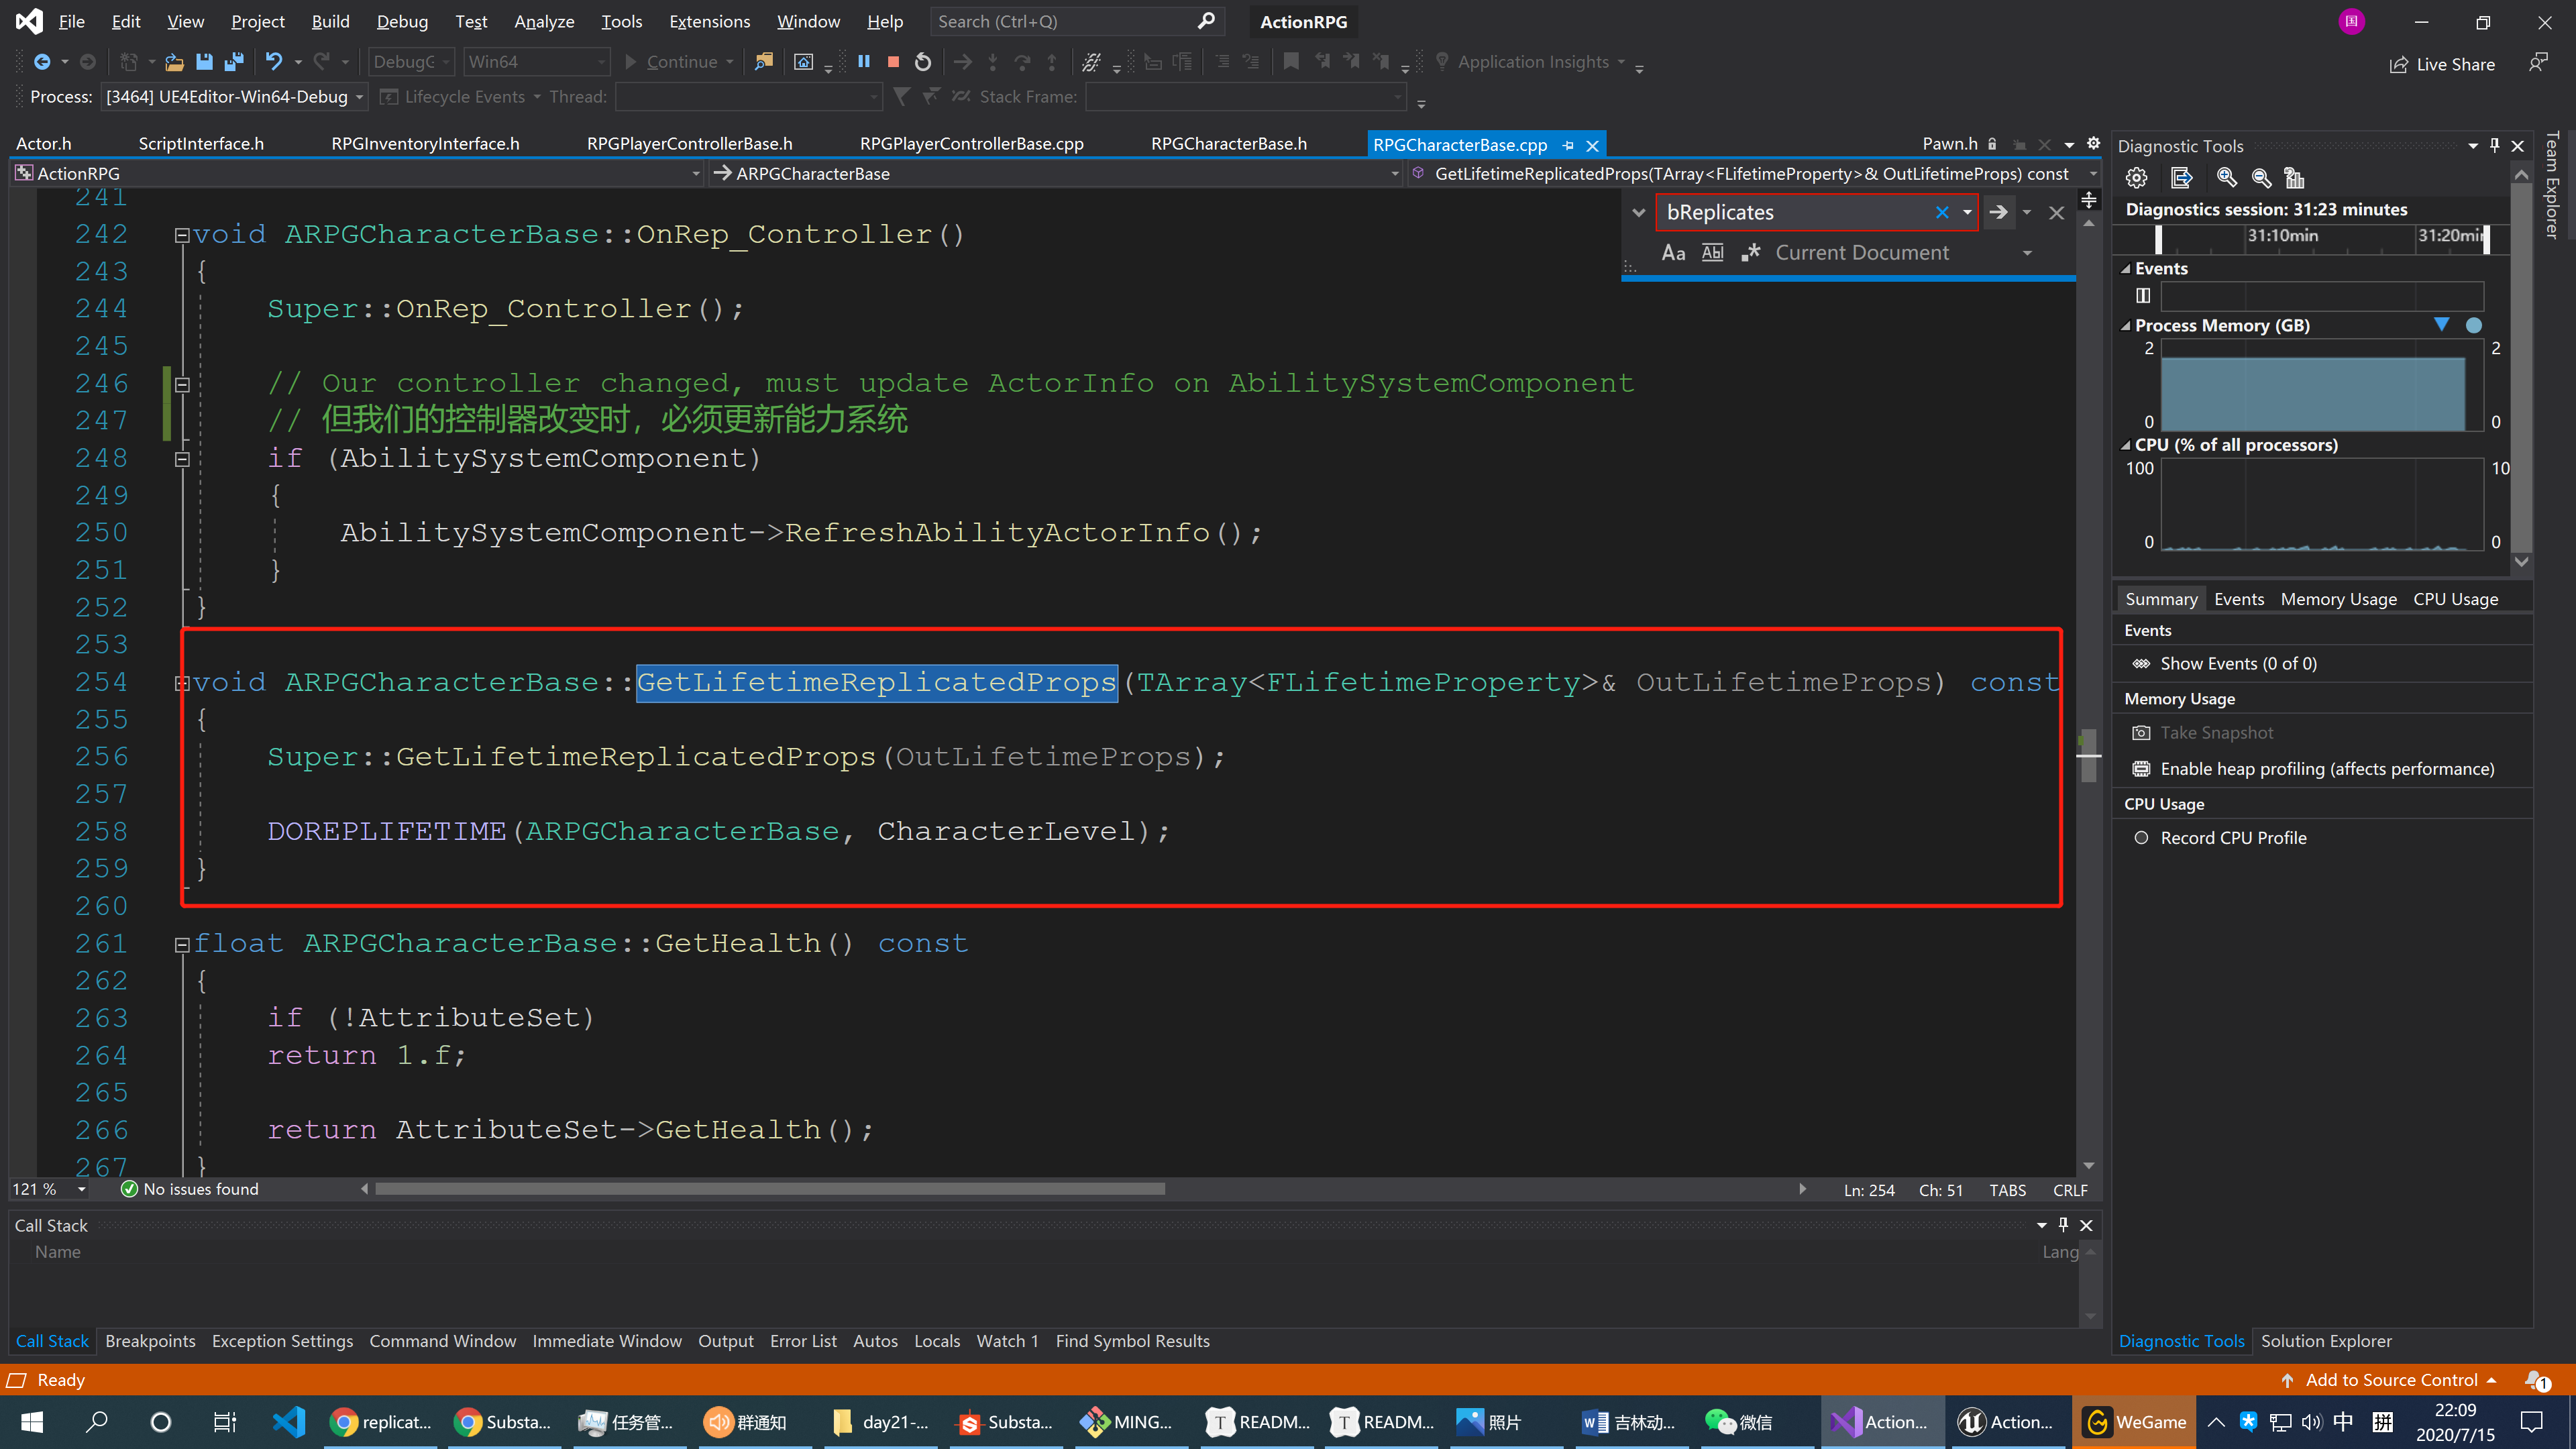 File Edit View Project Build Debug Test Analyze Tools Extensions Window Help Search (Ctrl+Q) ActionRPG 国
DebugG Win64 Continue Application Insights Live Share
Process: [3464] UE4Editor-Win64-Debug Lifecycle Events Thread: Stack Frame:
Actor.h ScriptInterface.h RPGInventoryInterface.h RPGPlayerControllerBase.h RPGPlayerControllerBase.cpp RPGCharacterBase.h RPGCharacterBase.cpp Pawn.h
ActionRPG ARPGCharacterBase GetLifetimeReplicatedProps(TArray<FLifetimeProperty>& OutLifetimeProps) const
bReplicates
Aa Abl Current Document
241
242 void ARPGCharacterBase::OnRep_Controller()
243 {
244 Super::OnRep_Controller();
245
246 // Our controller changed, must update ActorInfo on AbilitySystemComponent
247 // 但我们的控制器改变时，必须更新能力系统
248 if (AbilitySystemComponent)
249 {
250 AbilitySystemComponent->RefreshAbilityActorInfo();
251 }
252 }
253
254 void ARPGCharacterBase::GetLifetimeReplicatedProps(TArray<FLifetimeProperty>& OutLifetimeProps) const
255 {
256 Super::GetLifetimeReplicatedProps(OutLifetimeProps);
257
258 DOREPLIFETIME(ARPGCharacterBase, CharacterLevel);
259 }
260
261 float ARPGCharacterBase::GetHealth() const
262 {
263 if (!AttributeSet)
264 return 1.f;
265
266 return AttributeSet->GetHealth();
267 }
121 % No issues found Ln: 254 Ch: 51 TABS CRLF
Call Stack
Name Lang
Call Stack Breakpoints Exception Settings Command Window Immediate Window Output Error List Autos Locals Watch 1 Find Symbol Results
Diagnostic Tools
Diagnostics session: 31:23 minutes
31:10min 31:20min
Events
Process Memory (GB)
2 2
0 0
CPU (% of all processors)
100 10
0 0
Summary Events Memory Usage CPU Usage
Events
Show Events (0 of 0)
Memory Usage
Take Snapshot
Enable heap profiling (affects performance)
CPU Usage
Record CPU Profile
Diagnostic Tools Solution Explorer
Team Explorer
Ready Add to Source Control 1
replicat... Substa... 任务管... 群通知 day21-... Substa... MING... READM... READM... 照片 吉林动... 微信 Action... Action... WeGame 中 拼 22:09
2020/7/15